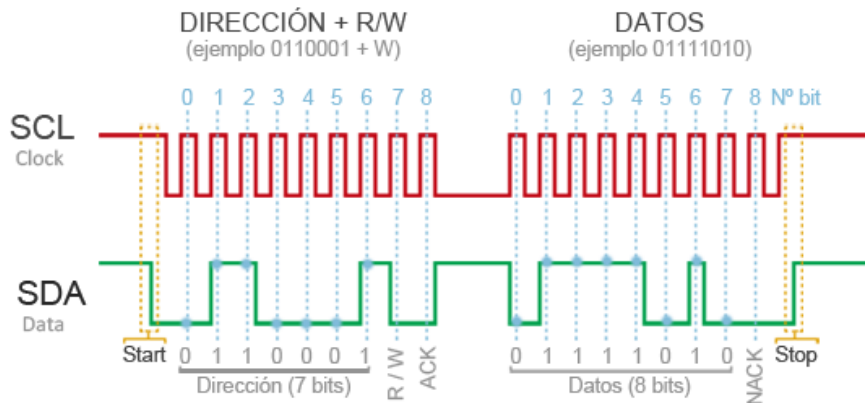 DIRECCIÓN + R/W
(ejemplo 0110001 + W)
DATOS
(ejemplo 01111010)
0 1 2 3 4 5 6 7 8
0 1 2 3 4 5 6 7 8 Nº bit
SCL
Clock
SDA
Data
Start
0 1 1 0 0 0 1
R / W
ACK
Dirección (7 bits)
0 1 1 1 1 0 1 0
NACK
Datos (8 bits)
Stop